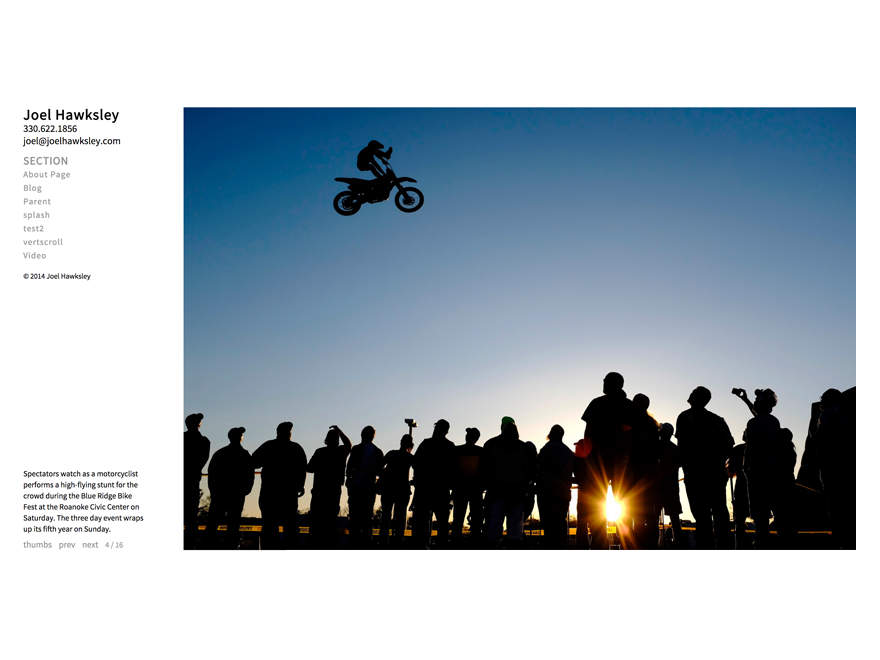 Joel Hawksley
330.622.1856
joel@joelhawksley.com
SECTION
About Page
Blog
Parent
splash
test2
vertscroll
Video
© 2014 Joel Hawksley
Spectators watch as a motorcyclist
performs a high-flying stunt for the
crowd during the Blue Ridge Bike
Fest at the Roanoke Civic Center on
Saturday. The three day event wraps
up its fifth year on Sunday.
thumbs prev next 4 / 16